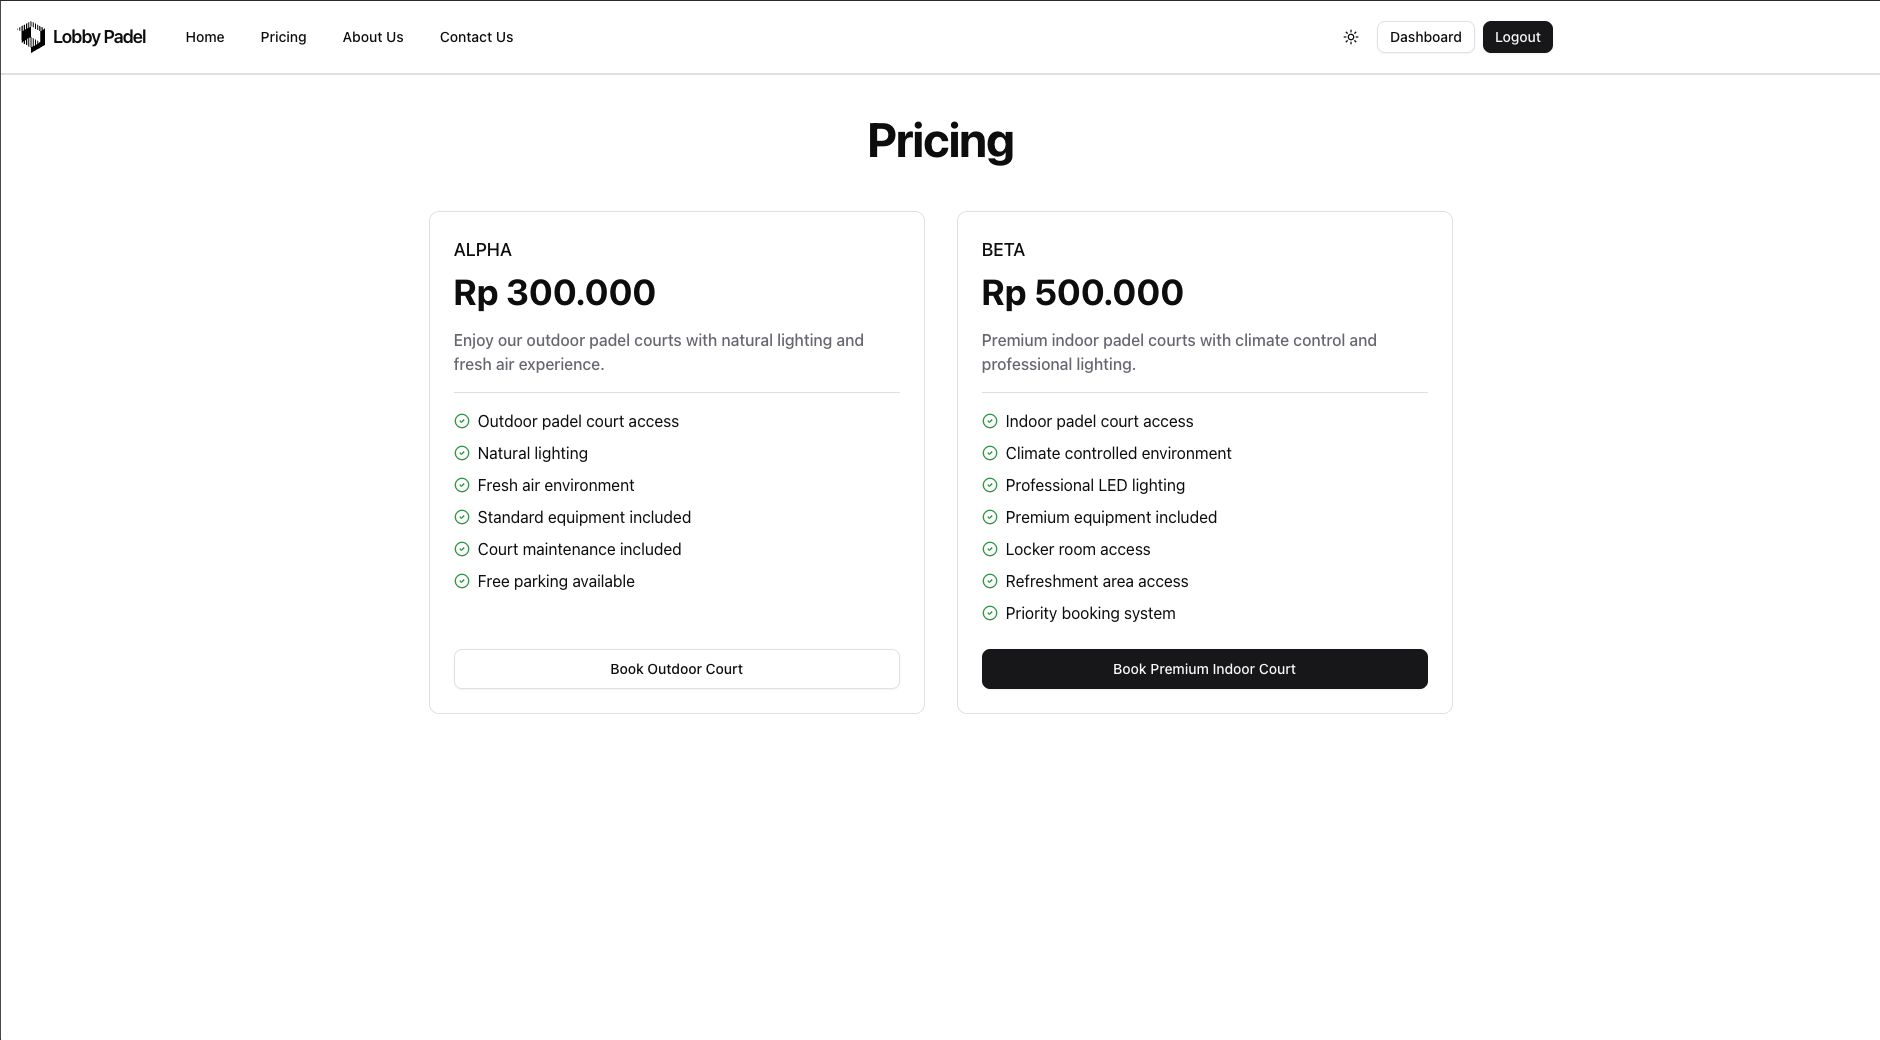 Lobby Padel
Home
Pricing
About Us
Contact Us
Dashboard
Logout
Pricing
ALPHA
Rp 300.000
Enjoy our outdoor padel courts with natural lighting and
fresh air experience.
Outdoor padel court access
Natural lighting
Fresh air environment
Standard equipment included
Court maintenance included
Free parking available
Book Outdoor Court
BETA
Rp 500.000
Premium indoor padel courts with climate control and
professional lighting.
Indoor padel court access
Climate controlled environment
Professional LED lighting
Premium equipment included
Locker room access
Refreshment area access
Priority booking system
Book Premium Indoor Court